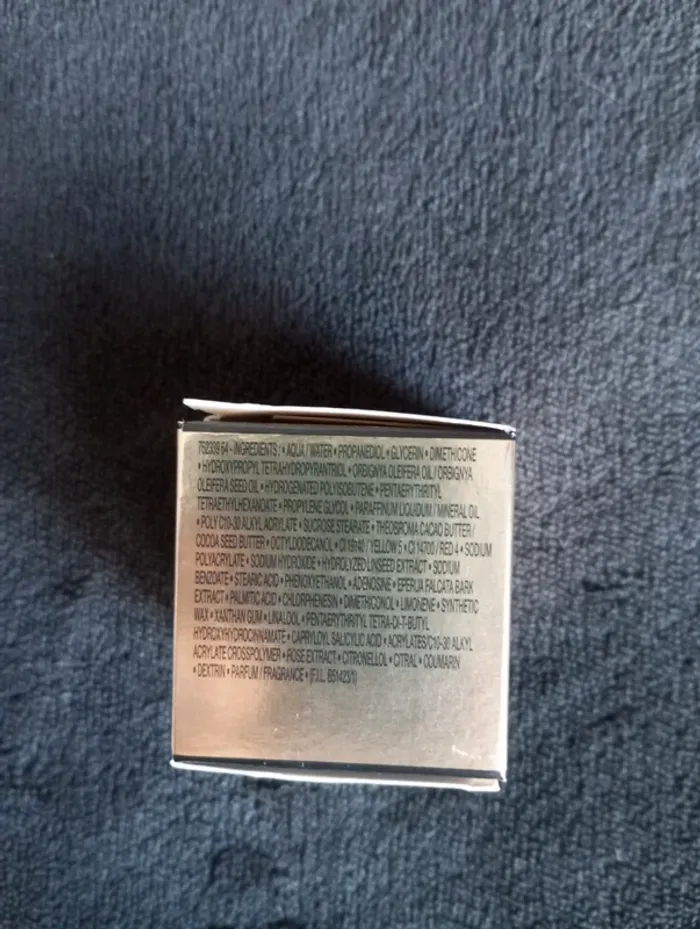 762339 64 - INGREDIENTS : • AQUA / WATER • PROPANEDIOL • GLYCERIN • DIMETHICONE
• HYDROXYPROPYL TETRAHYDROPYRANTRIOL • ORBIGNYA OLEIFERA OIL / ORBIGNYA
OLEIFERA SEED OIL • HYDROGENATED POLYISOBUTENE • PENTAERYTHRITYL
TETRAETHYLHEXANOATE • PROPYLENE GLYCOL • PARAFFINUM LIQUIDUM / MINERAL OIL
• POLY C10-30 ALKYL ACRYLATE • SUCROSE STEARATE • THEOBROMA CACAO BUTTER /
COCOA SEED BUTTER • OCTYLDODECANOL • CI 19140 / YELLOW 5 • CI 14700 / RED 4 • SODIUM
POLYACRYLATE • SODIUM HYDROXIDE • HYDROLYZED LINSEED EXTRACT • SODIUM
BENZOATE • STEARIC ACID • PHENOXYETHANOL • ADENOSINE • EPERUA FALCATA BARK
EXTRACT • PALMITIC ACID • CHLORPHENESIN • DIMETHICONOL • LIMONENE • SYNTHETIC
WAX • XANTHAN GUM • LINALOOL • PENTAERYTHRITYL TETRA-DI-T-BUTYL
HYDROXYHYDROCINNAMATE • CAPRYLOYL SALICYLIC ACID • ACRYLATES/C10-30 ALKYL
ACRYLATE CROSSPOLYMER • ROSE EXTRACT • CITRONELLOL • CITRAL • COUMARIN
• DEXTRIN • PARFUM / FRAGRANCE • (F.I.L. B51423/1)